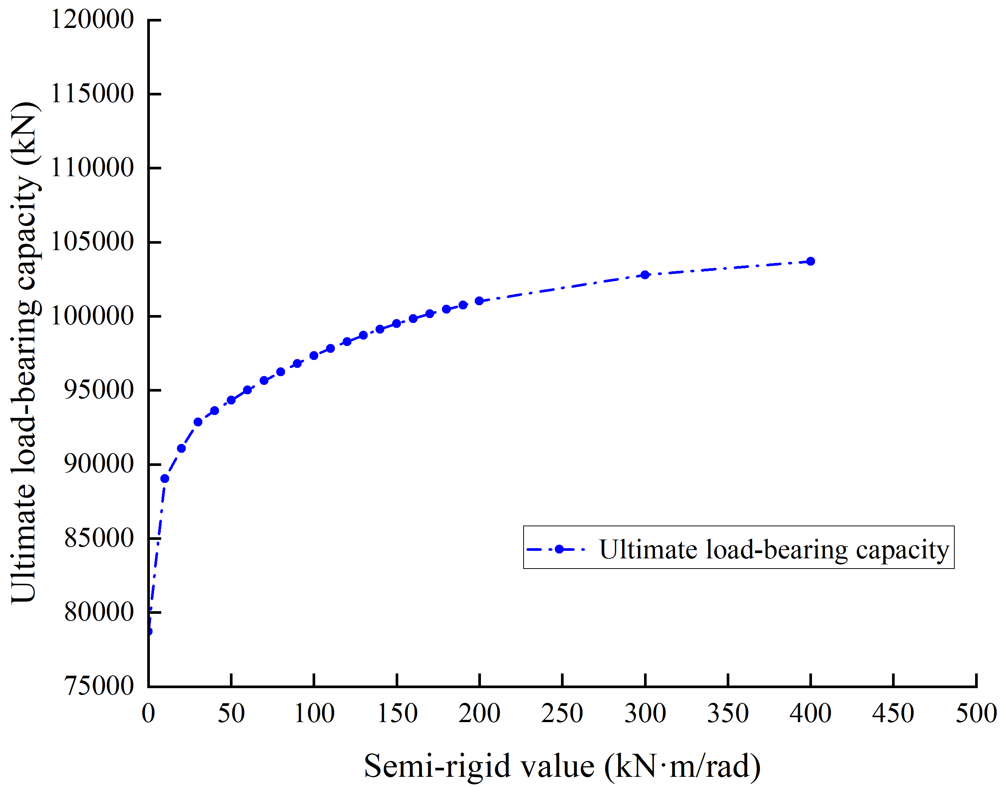 120000
115000
110000
105000
100000
95000
90000
85000
80000
75000
Ultimate load-bearing capacity (kN)
Ultimate load-bearing capacity
0 50 100 150 200 250 300 350 400 450 500
Semi-rigid value (kN·m/rad)